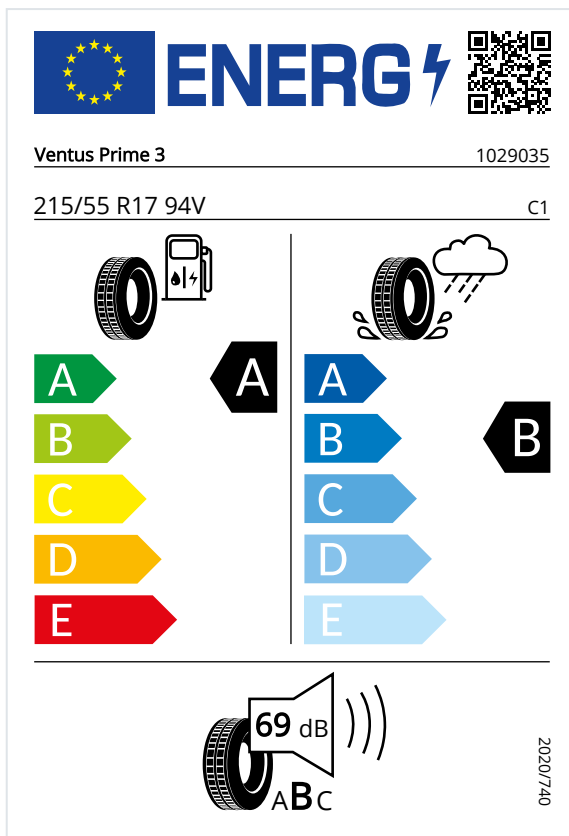 ENERG
Ventus Prime 3 1029035
215/55 R17 94V C1
A A
B
C
D
E
A
B B
C
D
E
69 dB
ABC
2020/740